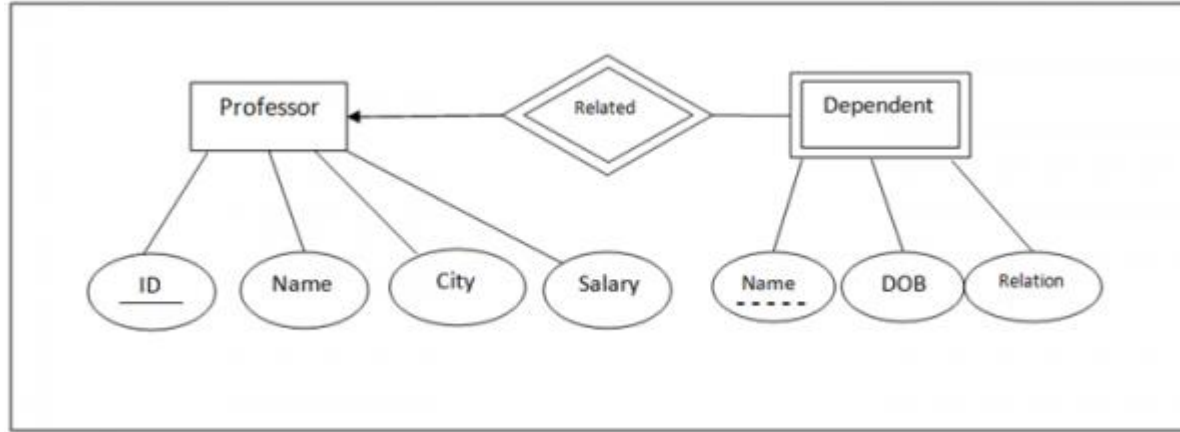 Professor
Related
Dependent
ID
Name
City
Salary
Name
DOB
Relation